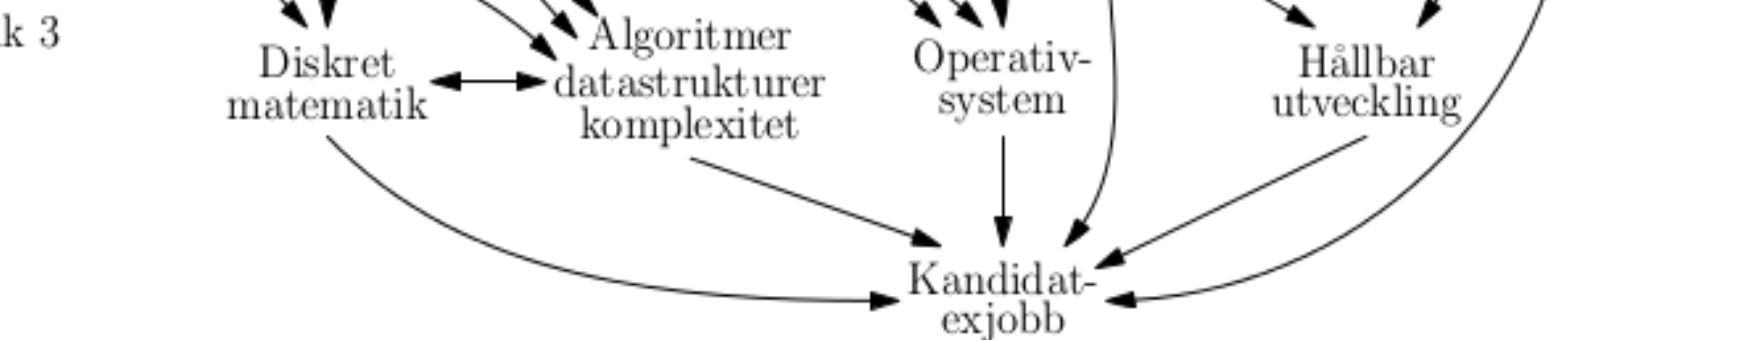 k 3
Diskret
matematik
Algoritmer
datastrukturer
komplexitet
Operativ-
system
Hållbar
utveckling
Kandidat-
exjobb